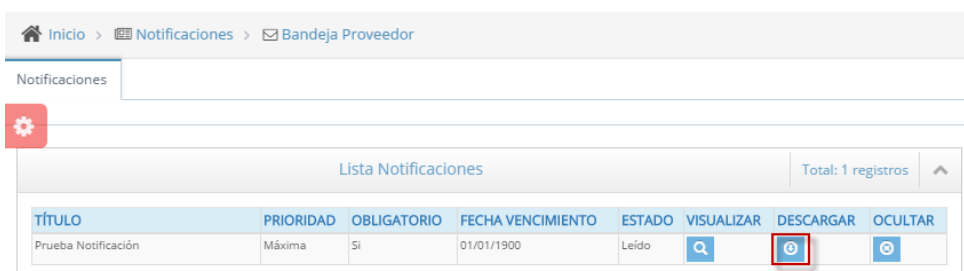 Inicio > Notificaciones > Bandeja Proveedor
Notificaciones
Lista Notificaciones Total: 1 registros
TÍTULO PRIORIDAD OBLIGATORIO FECHA VENCIMIENTO ESTADO VISUALIZAR DESCARGAR OCULTAR
Prueba Notificación Máxima Si 01/01/1900 Leído